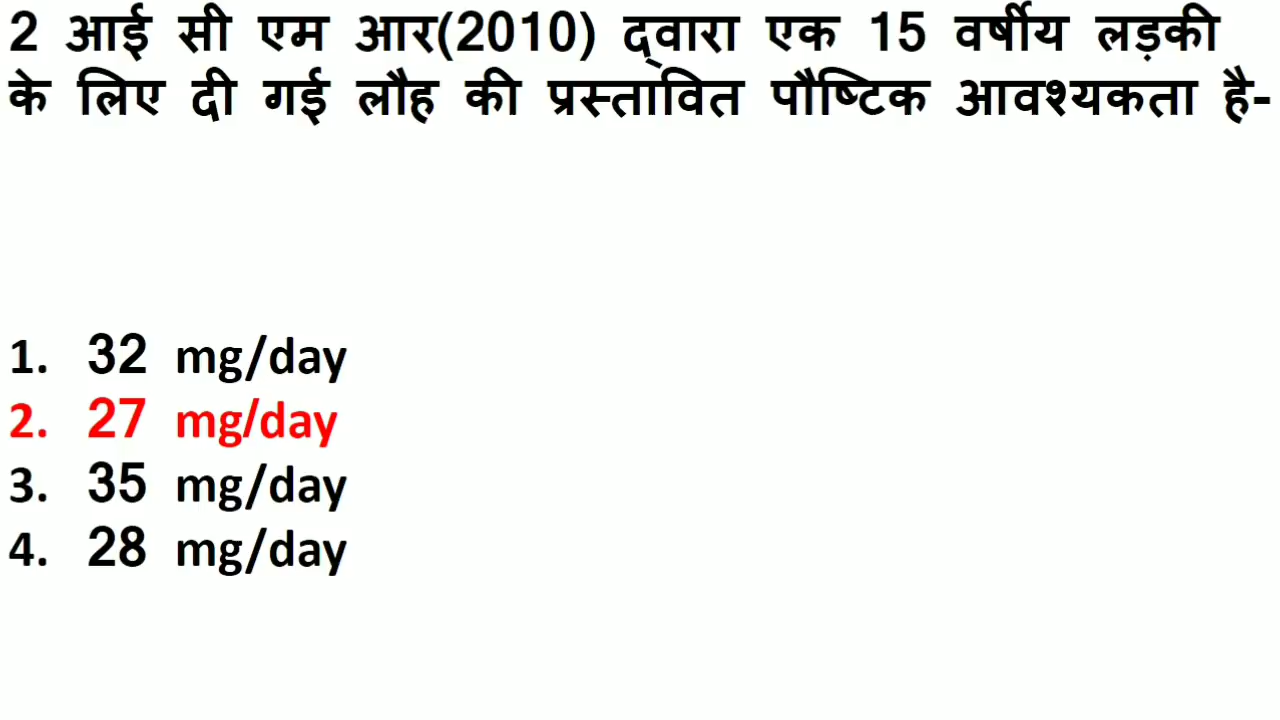 2 आई सी एम आर(2010) द्वारा एक 15 वर्षीय लड़की
के लिए दी गई लौह की प्रस्तावित पौष्टिक आवश्यकता है-
1. 32 mg/day
2. 27 mg/day
3. 35 mg/day
4. 28 mg/day